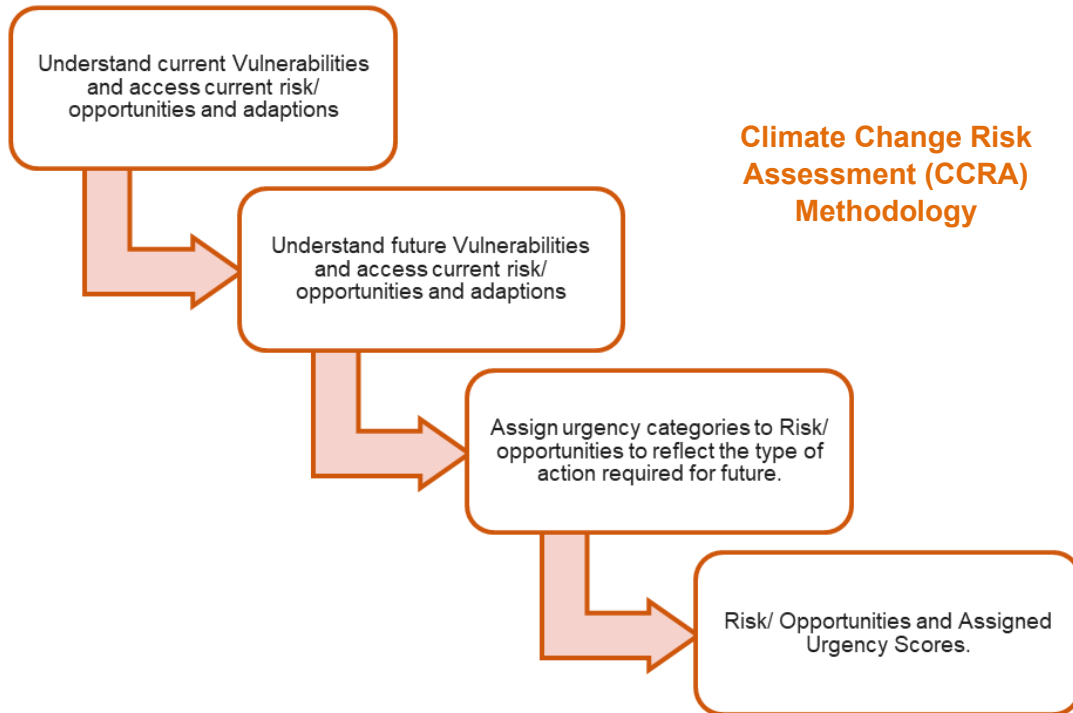 Understand current Vulnerabilities
and access current risk/
opportunities and adaptions
Climate Change Risk
Assessment (CCRA)
Methodology
Understand future Vulnerabilities
and access current risk/
opportunities and adaptions
Assign urgency categories to Risk/
opportunities to reflect the type of
action required for future.
Risk/ Opportunities and Assigned
Urgency Scores.